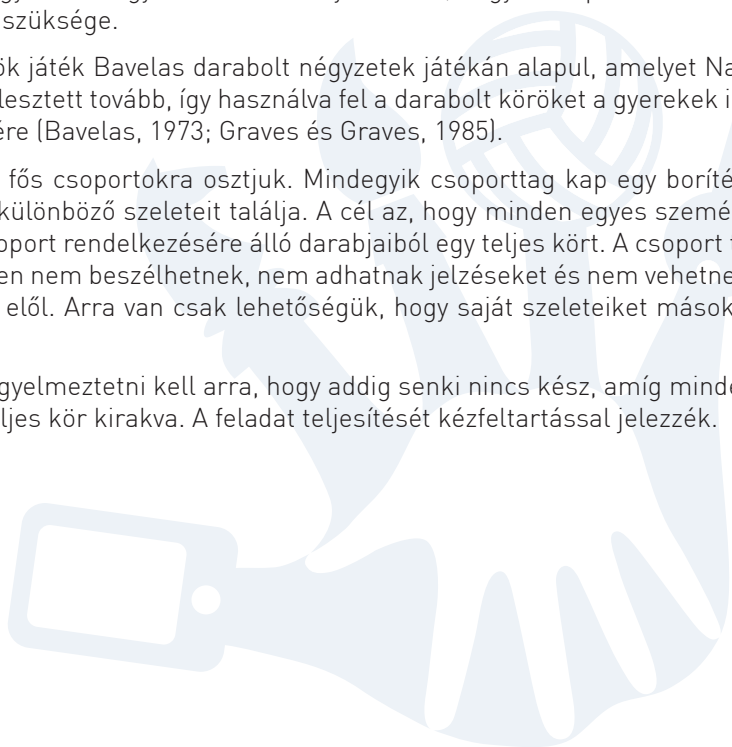 szüksége.
ök játék Bavelas darabolt négyzetek játékán alapul, amelyet Na
lesztett tovább, így használva fel a darabolt köröket a gyerekek i
ére (Bavelas, 1973; Graves és Graves, 1985).
fős csoportokra osztjuk. Mindegyik csoporttag kap egy boríté
különböző szeleteit találja. A cél az, hogy minden egyes szemé
oport rendelkezésére álló darabjaiból egy teljes kört. A csoport t
en nem beszélhetnek, nem adhatnak jelzéseket és nem vehetne
elől. Arra van csak lehetőségük, hogy saját szeleteiket mások
gyelmeztetni kell arra, hogy addig senki nincs kész, amíg minde
ljes kör kirakva. A feladat teljesítését kézfeltartással jelezzék.